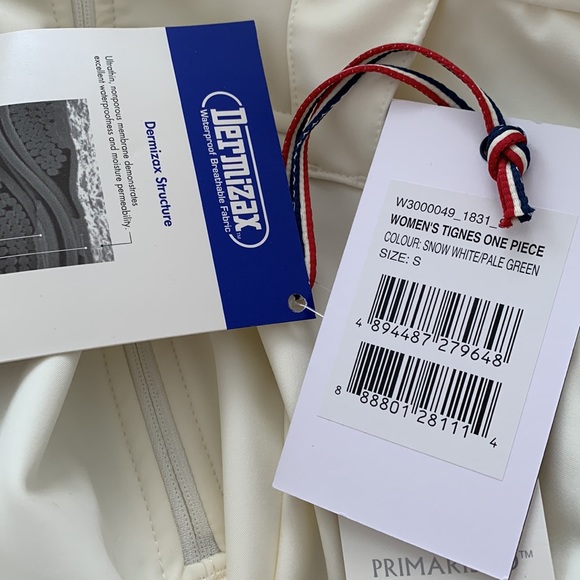 Dermizax™
Waterproof Breathable Fabric
Dermizax Structure
Ultrathin, nonporous membrane demonstrates
excellent waterproofness and moisture permeability.
W3000049_1831_
WOMEN'S TIGNES ONE PIECE
COLOUR: SNOW WHITE/PALE GREEN
SIZE: S
4 894487 279648
8 88801 28111 4